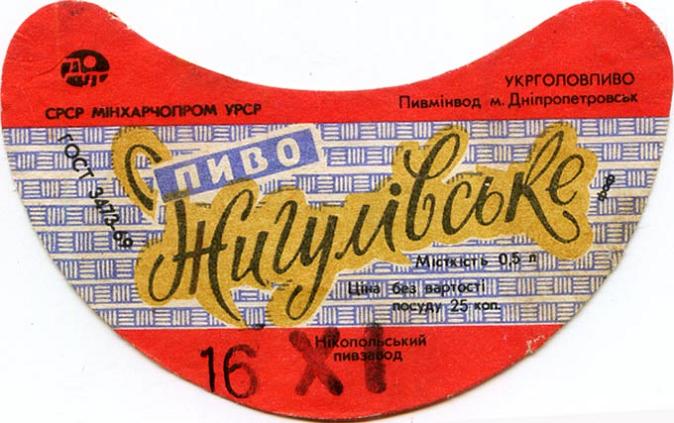 СРСР МІНХАРЧОПРОМ УРСР
УКРГОЛОВПИВО
Пивмінвод м. Дніпропетровськ
ГОСТ 3473-69
ПИВО
Жигулівське
Місткість 0,5 л
Ціна без вартості
посуду 25 коп.
Нікопольський
пивзавод
16 XI